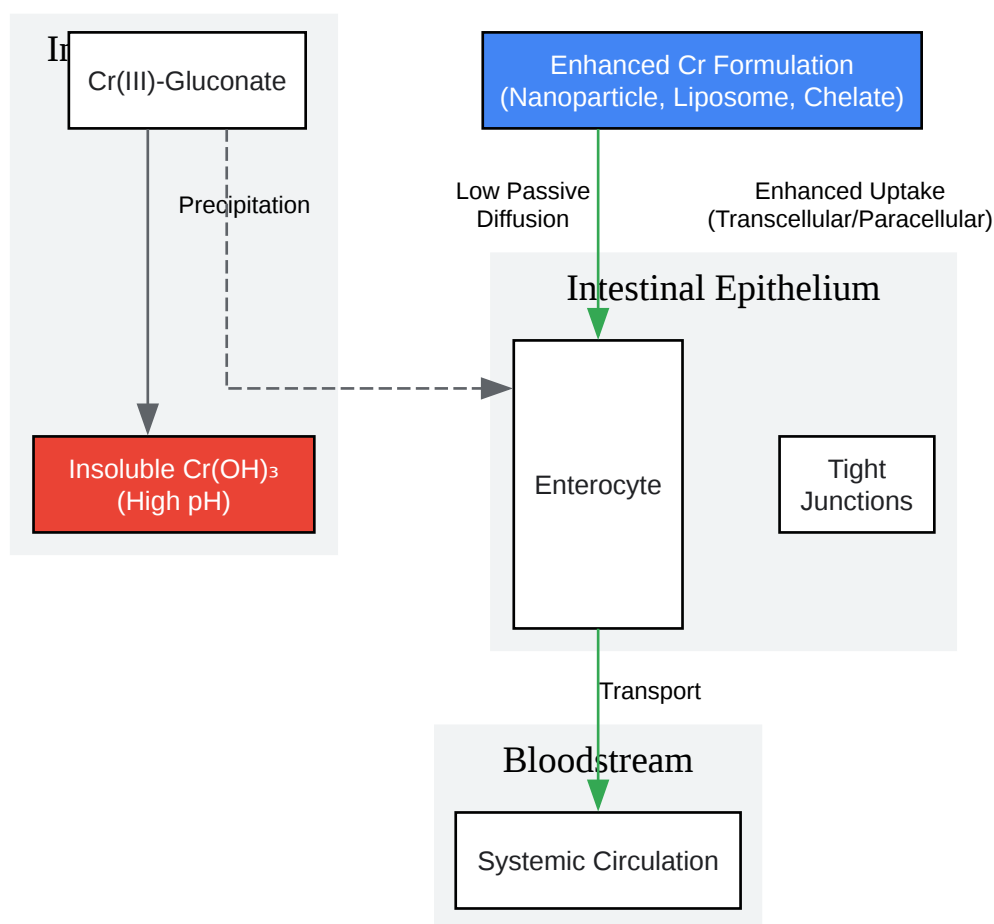 Cr(III)-Gluconate
Enhanced Cr Formulation
(Nanoparticle, Liposome, Chelate)
Precipitation
Low Passive
Diffusion
Enhanced Uptake
(Transcellular/Paracellular)
Intestinal Epithelium
Insoluble Cr(OH)₃
(High pH)
Enterocyte
Tight
Junctions
Transport
Bloodstream
Systemic Circulation